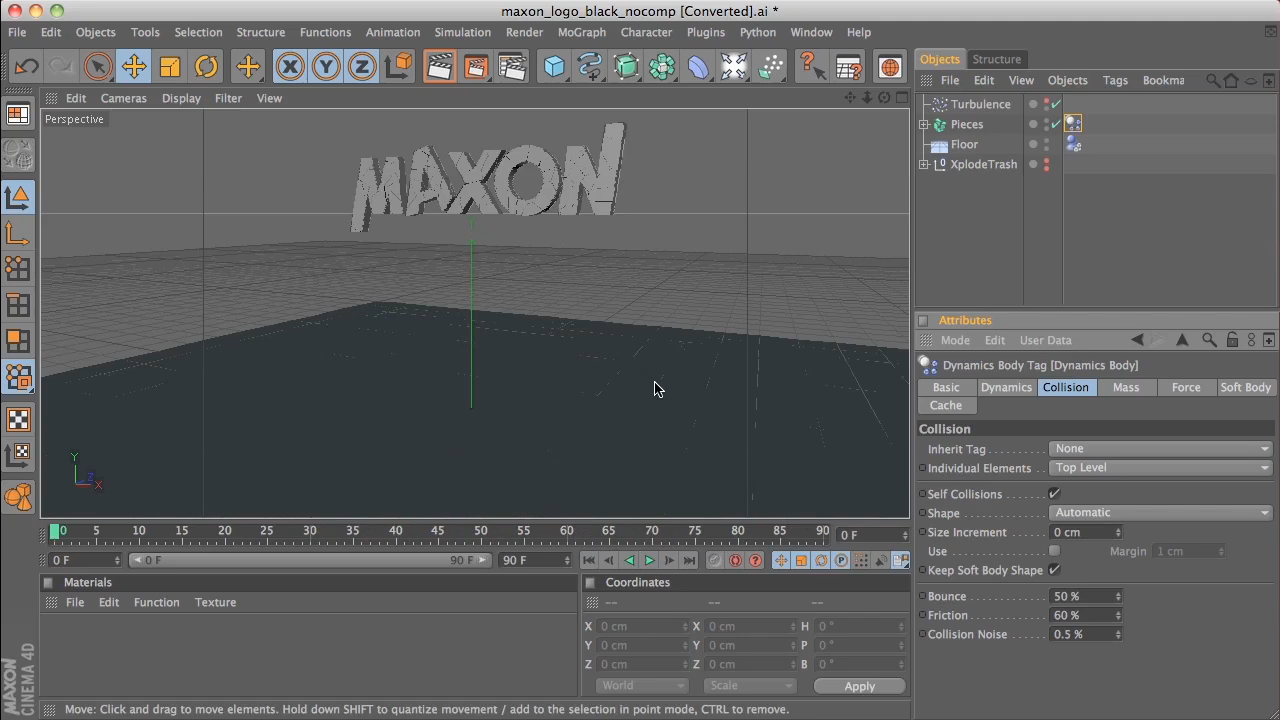 maxon_logo_black_nocomp [Converted].ai *
File Edit Objects Tools Selection Structure Functions Animation Simulation Render MoGraph Character Plugins Python Window Help
X Y Z
Objects Structure
File Edit View Objects Tags Bookma
Edit Cameras Display Filter View
Perspective
Turbulence
Pieces
Floor
XplodeTrash
MAXON
Attributes
Mode Edit User Data
Dynamics Body Tag [Dynamics Body]
Basic Dynamics Collision Mass Force Soft Body
Cache
Collision
Inherit Tag . . . . . . . . . . None
Individual Elements . . Top Level
Self Collisions . . . .
Shape . . . . . . . . . . . . Automatic
Size Increment . . . . 0 cm
Use Margin 1 cm
Keep Soft Body Shape
Bounce . . . . . . . . . . 50 %
Friction . . . . . . . . . . 60 %
Collision Noise . . . . 0.5 %
Y
Z
X
0 5 10 15 20 25 30 35 40 45 50 55 60 65 70 75 80 85 90 0 F
0 F 0 F 90 F 90 F
Materials
File Edit Function Texture
Coordinates
-- -- --
X 0 cm X 0 cm H 0 °
Y 0 cm Y 0 cm P 0 °
Z 0 cm Z 0 cm B 0 °
World Scale Apply
MAXON
CINEMA 4D
Move: Click and drag to move elements. Hold down SHIFT to quantize movement / add to the selection in point mode, CTRL to remove.